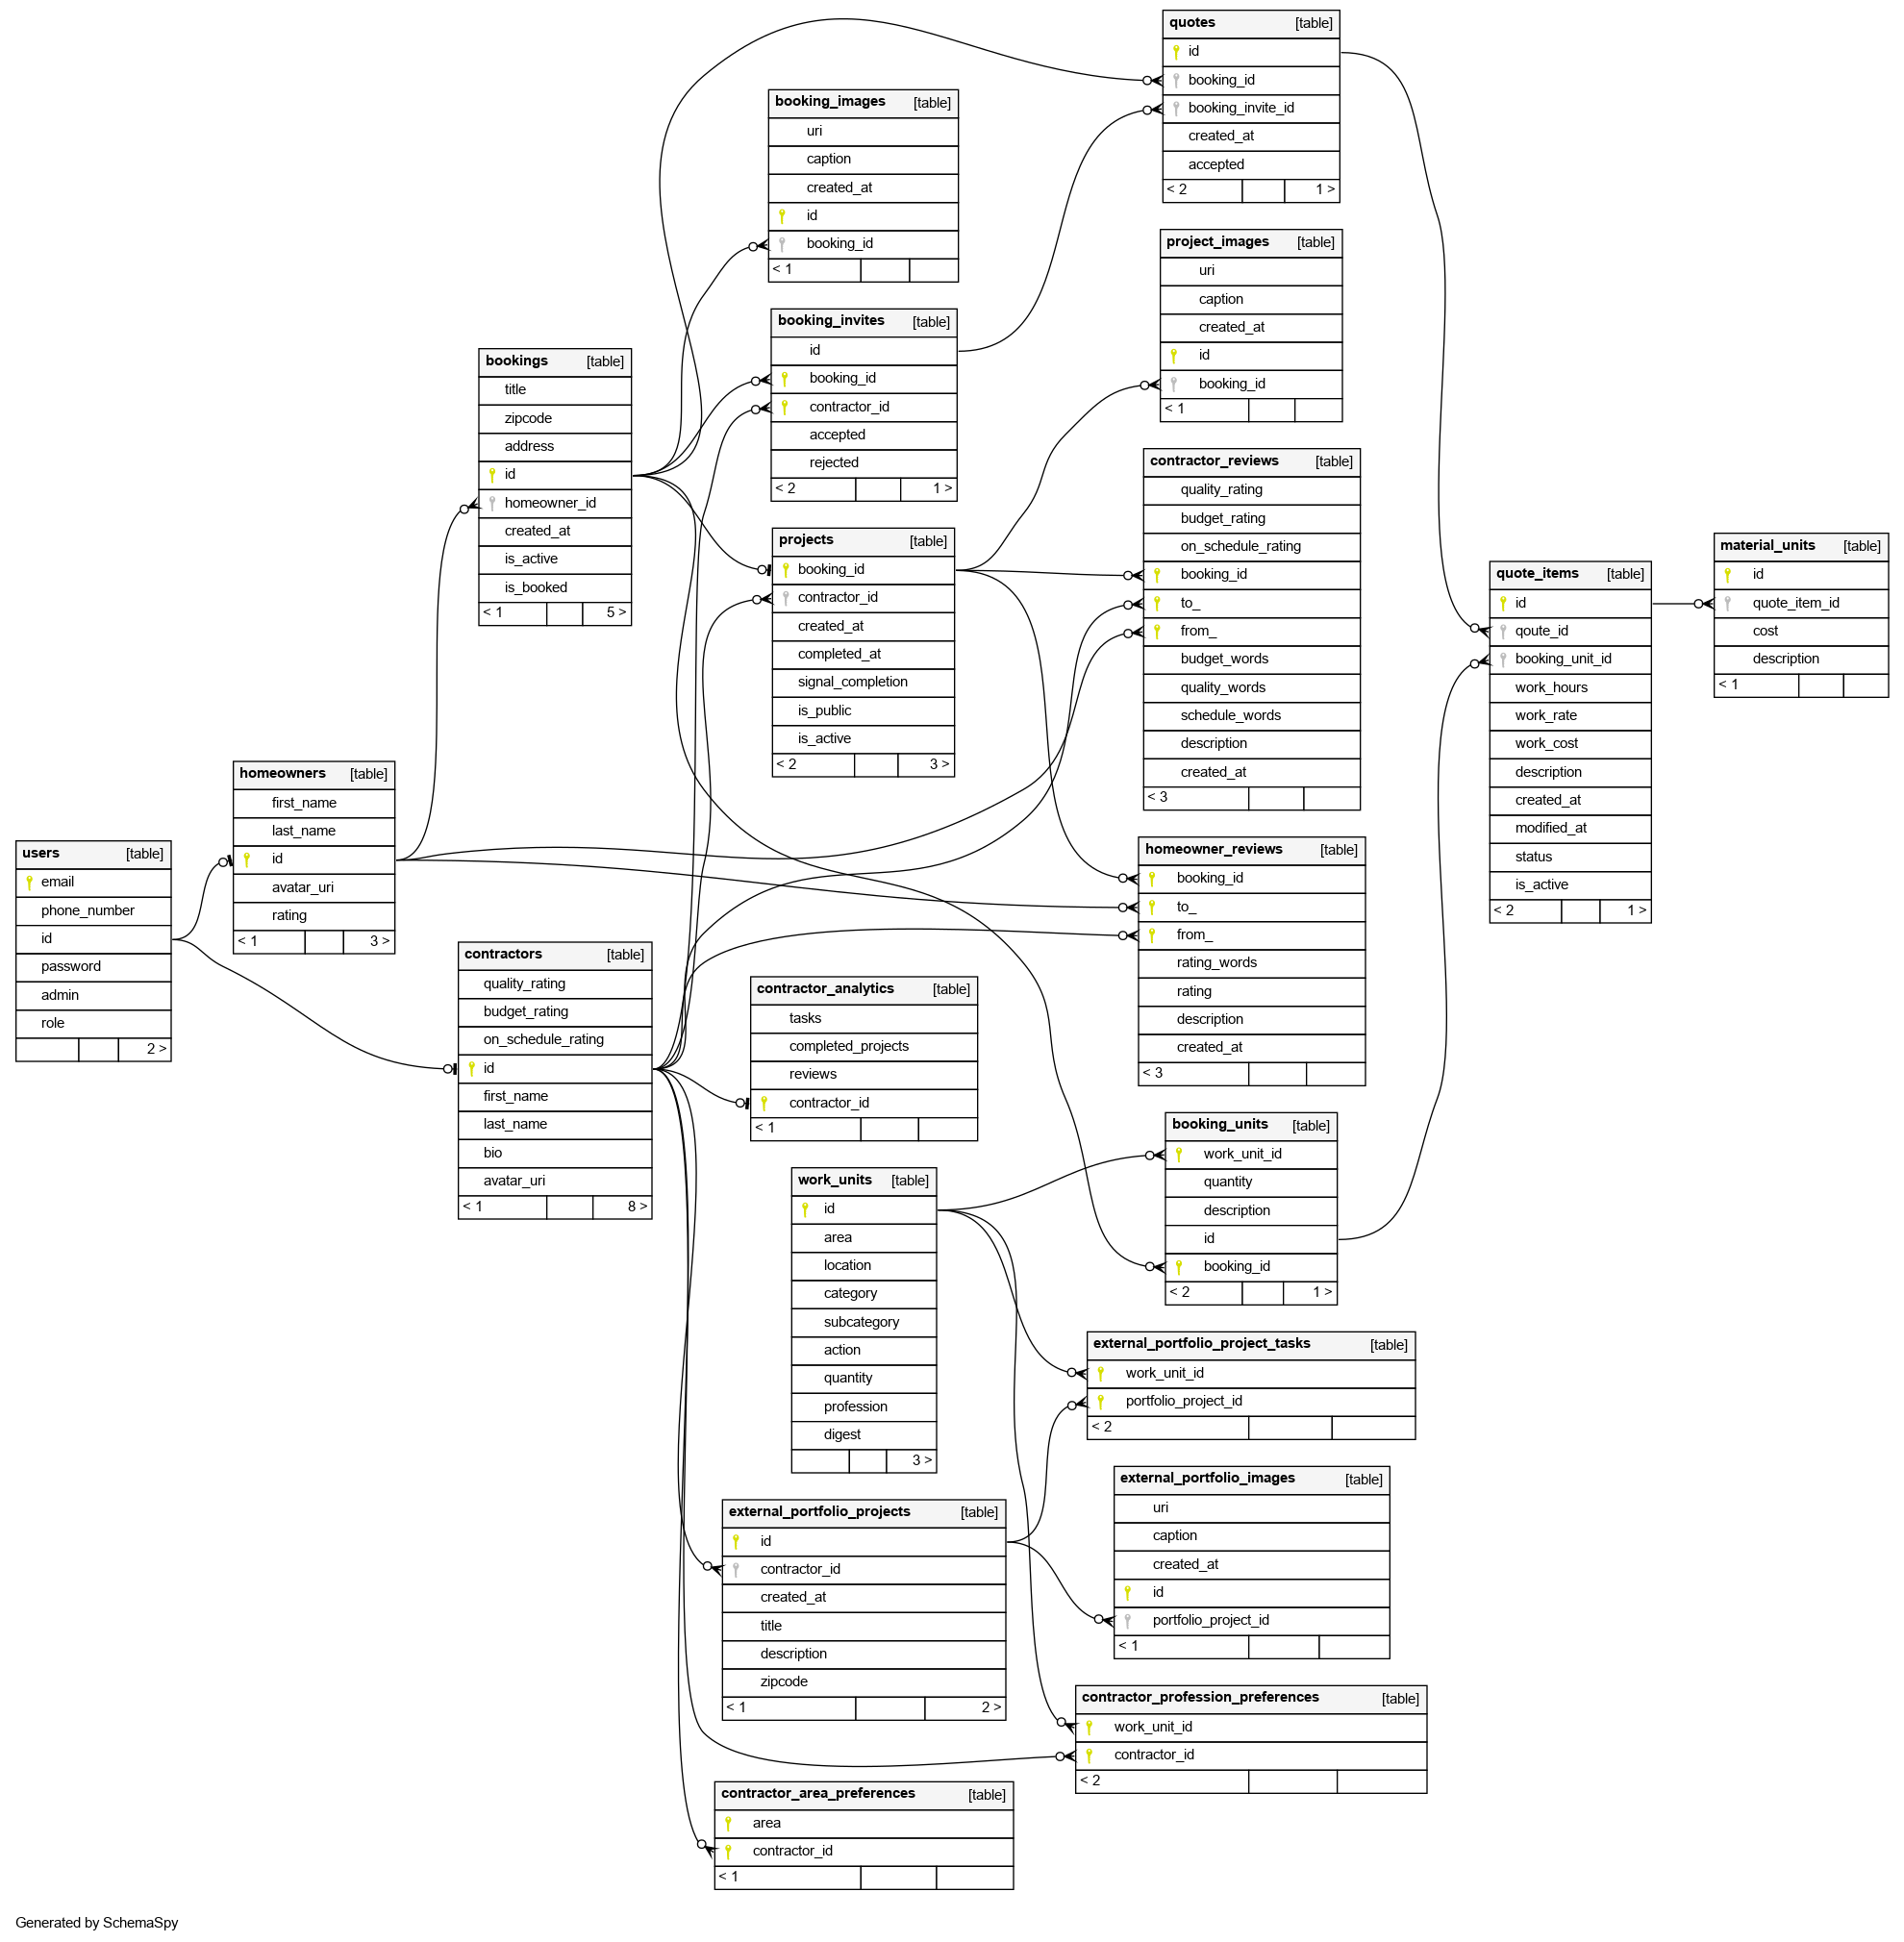 users [table]
email
phone_number
id
password
admin
role
2 >
homeowners [table]
first_name
last_name
id
avatar_uri
rating
< 1 3 >
bookings [table]
title
zipcode
address
id
homeowner_id
created_at
is_active
is_booked
< 1 5 >
contractors [table]
quality_rating
budget_rating
on_schedule_rating
id
first_name
last_name
bio
avatar_uri
< 1 8 >
booking_images [table]
uri
caption
created_at
id
booking_id
< 1
booking_invites [table]
id
booking_id
contractor_id
accepted
rejected
< 2 1 >
projects [table]
booking_id
contractor_id
created_at
completed_at
signal_completion
is_public
is_active
< 2 3 >
contractor_analytics [table]
tasks
completed_projects
reviews
contractor_id
< 1
work_units [table]
id
area
location
category
subcategory
action
quantity
profession
digest
3 >
external_portfolio_projects [table]
id
contractor_id
created_at
title
description
zipcode
< 1 2 >
contractor_area_preferences [table]
area
contractor_id
< 1
quotes [table]
id
booking_id
booking_invite_id
created_at
accepted
< 2 1 >
project_images [table]
uri
caption
created_at
id
booking_id
< 1
contractor_reviews [table]
quality_rating
budget_rating
on_schedule_rating
booking_id
to_
from_
budget_words
quality_words
schedule_words
description
created_at
< 3
homeowner_reviews [table]
booking_id
to_
from_
rating_words
rating
description
created_at
< 3
booking_units [table]
work_unit_id
quantity
description
id
booking_id
< 2 1 >
external_portfolio_project_tasks [table]
work_unit_id
portfolio_project_id
< 2
external_portfolio_images [table]
uri
caption
created_at
id
portfolio_project_id
< 1
contractor_profession_preferences [table]
work_unit_id
contractor_id
< 2
quote_items [table]
id
qoute_id
booking_unit_id
work_hours
work_rate
work_cost
description
created_at
modified_at
status
is_active
< 2 1 >
material_units [table]
id
quote_item_id
cost
description
< 1
Generated by SchemaSpy